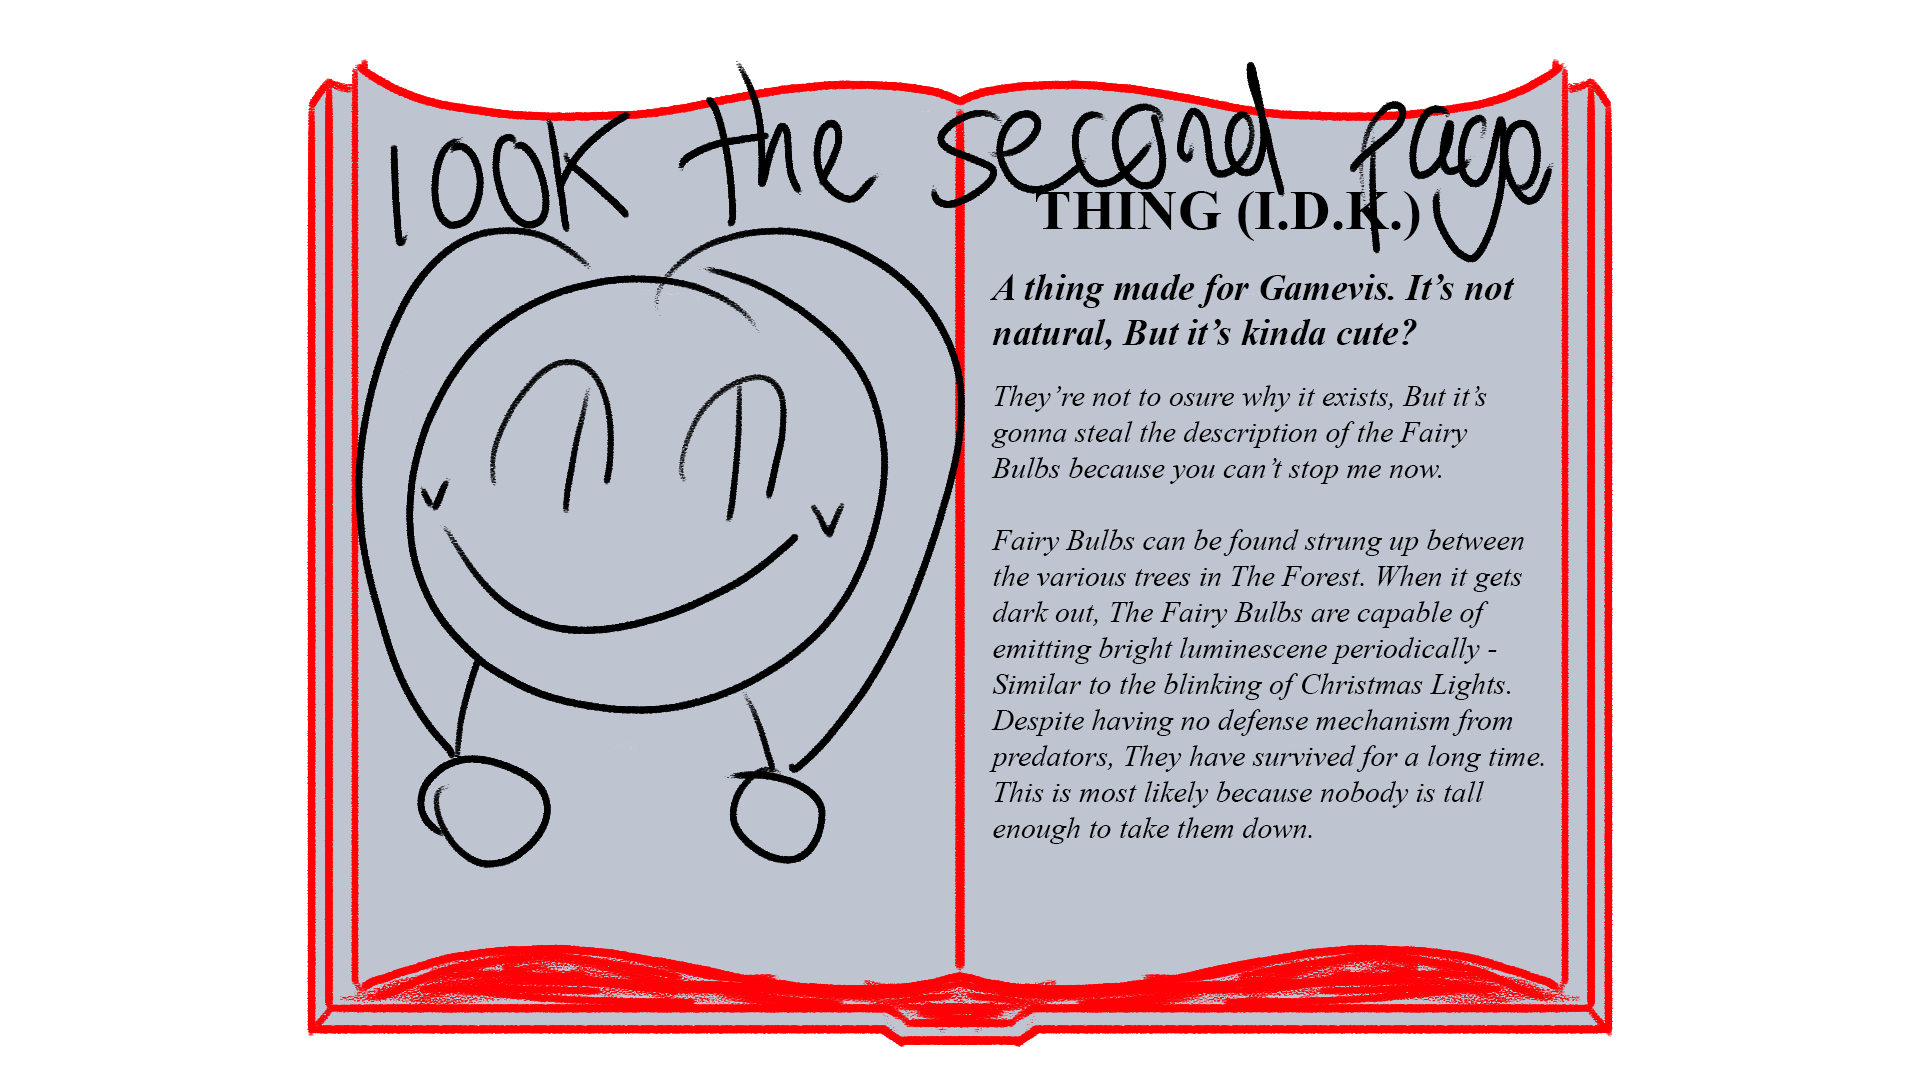 look the second page
THING (I.D.K.)
A thing made for Gamevis. It’s not
natural, But it’s kinda cute?
They’re not to osure why it exists, But it’s
gonna steal the description of the Fairy
Bulbs because you can’t stop me now.
Fairy Bulbs can be found strung up between
the various trees in The Forest. When it gets
dark out, The Fairy Bulbs are capable of
emitting bright luminescene periodically -
Similar to the blinking of Christmas Lights.
Despite having no defense mechanism from
predators, They have survived for a long time.
This is most likely because nobody is tall
enough to take them down.